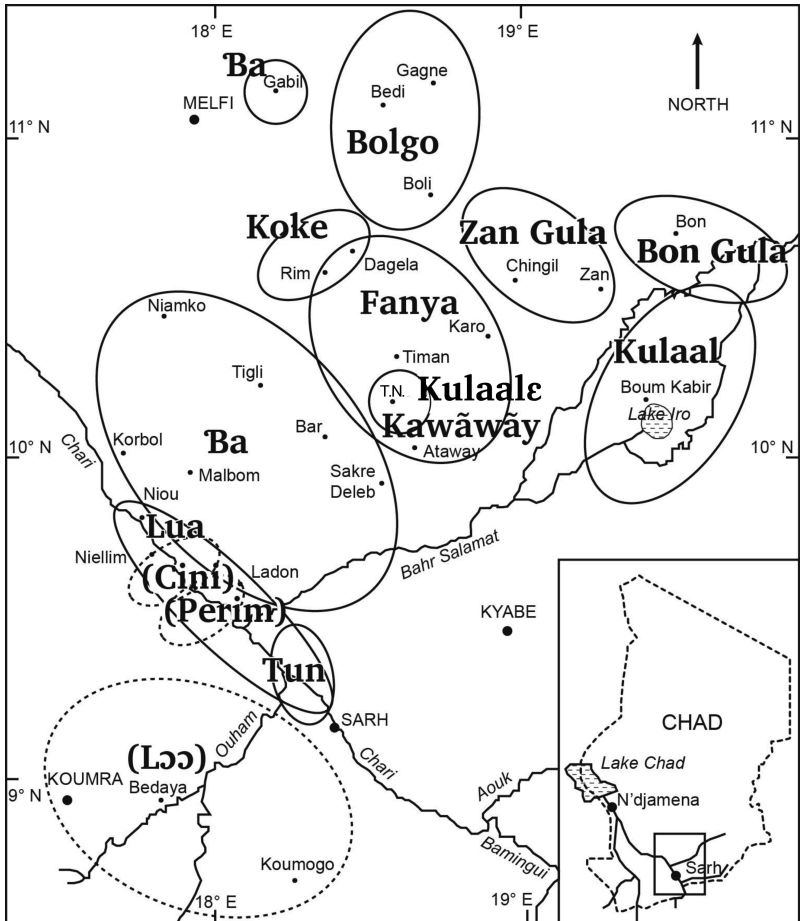 18° E
19° E
Ɓa
Gabil
MELFI
Gagne
Bedi
Bolgo
Boli
NORTH
11° N
11° N
Koke
Rim
Dagela
Zan Gula
Chingil
Zan
Bon
Bon Gula
Fanya
Karo
Timan
T.N.
Kulaalɛ
Kawãwãy
Ataway
Kulaal
Boum Kabir
Lake Iro
Niamko
Tigli
Bar
Ɓa
Korbol
Malbom
Sakre
Deleb
10° N
10° N
Chari
Niou
Lua
Niellim
(Cini)
Ladon
(Perim)
Bahr Salamat
KYABE
Tun
SARH
Ouham
Chari
(Lɔɔ)
KOUMRA
Bedaya
9° N
Koumogo
Aouk
Bamingui
18° E
19° E
CHAD
Lake Chad
N'djamena
Sarh